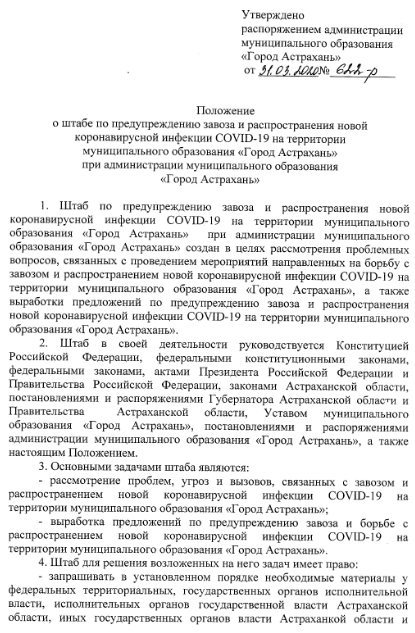 Утверждено
распоряжением администрации
муниципального образования
«Город Астрахань»
от 31.03.2020 № 622-р
Положение
о штабе по предупреждению завоза и распространения новой
коронавирусной инфекции COVID-19 на территории
муниципального образования «Город Астрахань»
при администрации муниципального образования
«Город Астрахань»
1. Штаб по предупреждению завоза и распространения новой
коронавирусной инфекции COVID-19 на территории муниципального
образования «Город Астрахань» при администрации муниципального
образования «Город Астрахань» создан в целях рассмотрения проблемных
вопросов, связанных с проведением мероприятий направленных на борьбу с
завозом и распространением новой коронавирусной инфекции COVID-19 на
территории муниципального образования «Город Астрахань», а также
выработки предложений по предупреждению завоза и распространения
новой коронавирусной инфекции COVID-19 на территории муниципального
образования «Город Астрахань».
2. Штаб в своей деятельности руководствуется Конституцией
Российской Федерации, федеральными конституционными законами,
федеральными законами, актами Президента Российской Федерации и
Правительства Российской Федерации, законами Астраханской области,
постановлениями и распоряжениями Губернатора Астраханской области и
Правительства Астраханской области, Уставом муниципального
образования «Город Астрахань», постановлениями и распоряжениями
администрации муниципального образования «Город Астрахань», а также
настоящим Положением.
3. Основными задачами штаба являются:
- рассмотрение проблем, угроз и вызовов, связанных с завозом и
распространением новой коронавирусной инфекции COVID-19 на
территории муниципального образования «Город Астрахань»;
- выработка предложений по предупреждению завоза и борьбе с
распространением новой коронавирусной инфекции COVID-19 на
территории муниципального образования «Город Астрахань».
4. Штаб для решения возложенных на него задач имеет право:
- запрашивать в установленном порядке необходимые материалы у
федеральных территориальных, государственных органов исполнительной
власти, исполнительных органов государственной власти Астраханской
области, иных государственных органов власти Астраханской области и